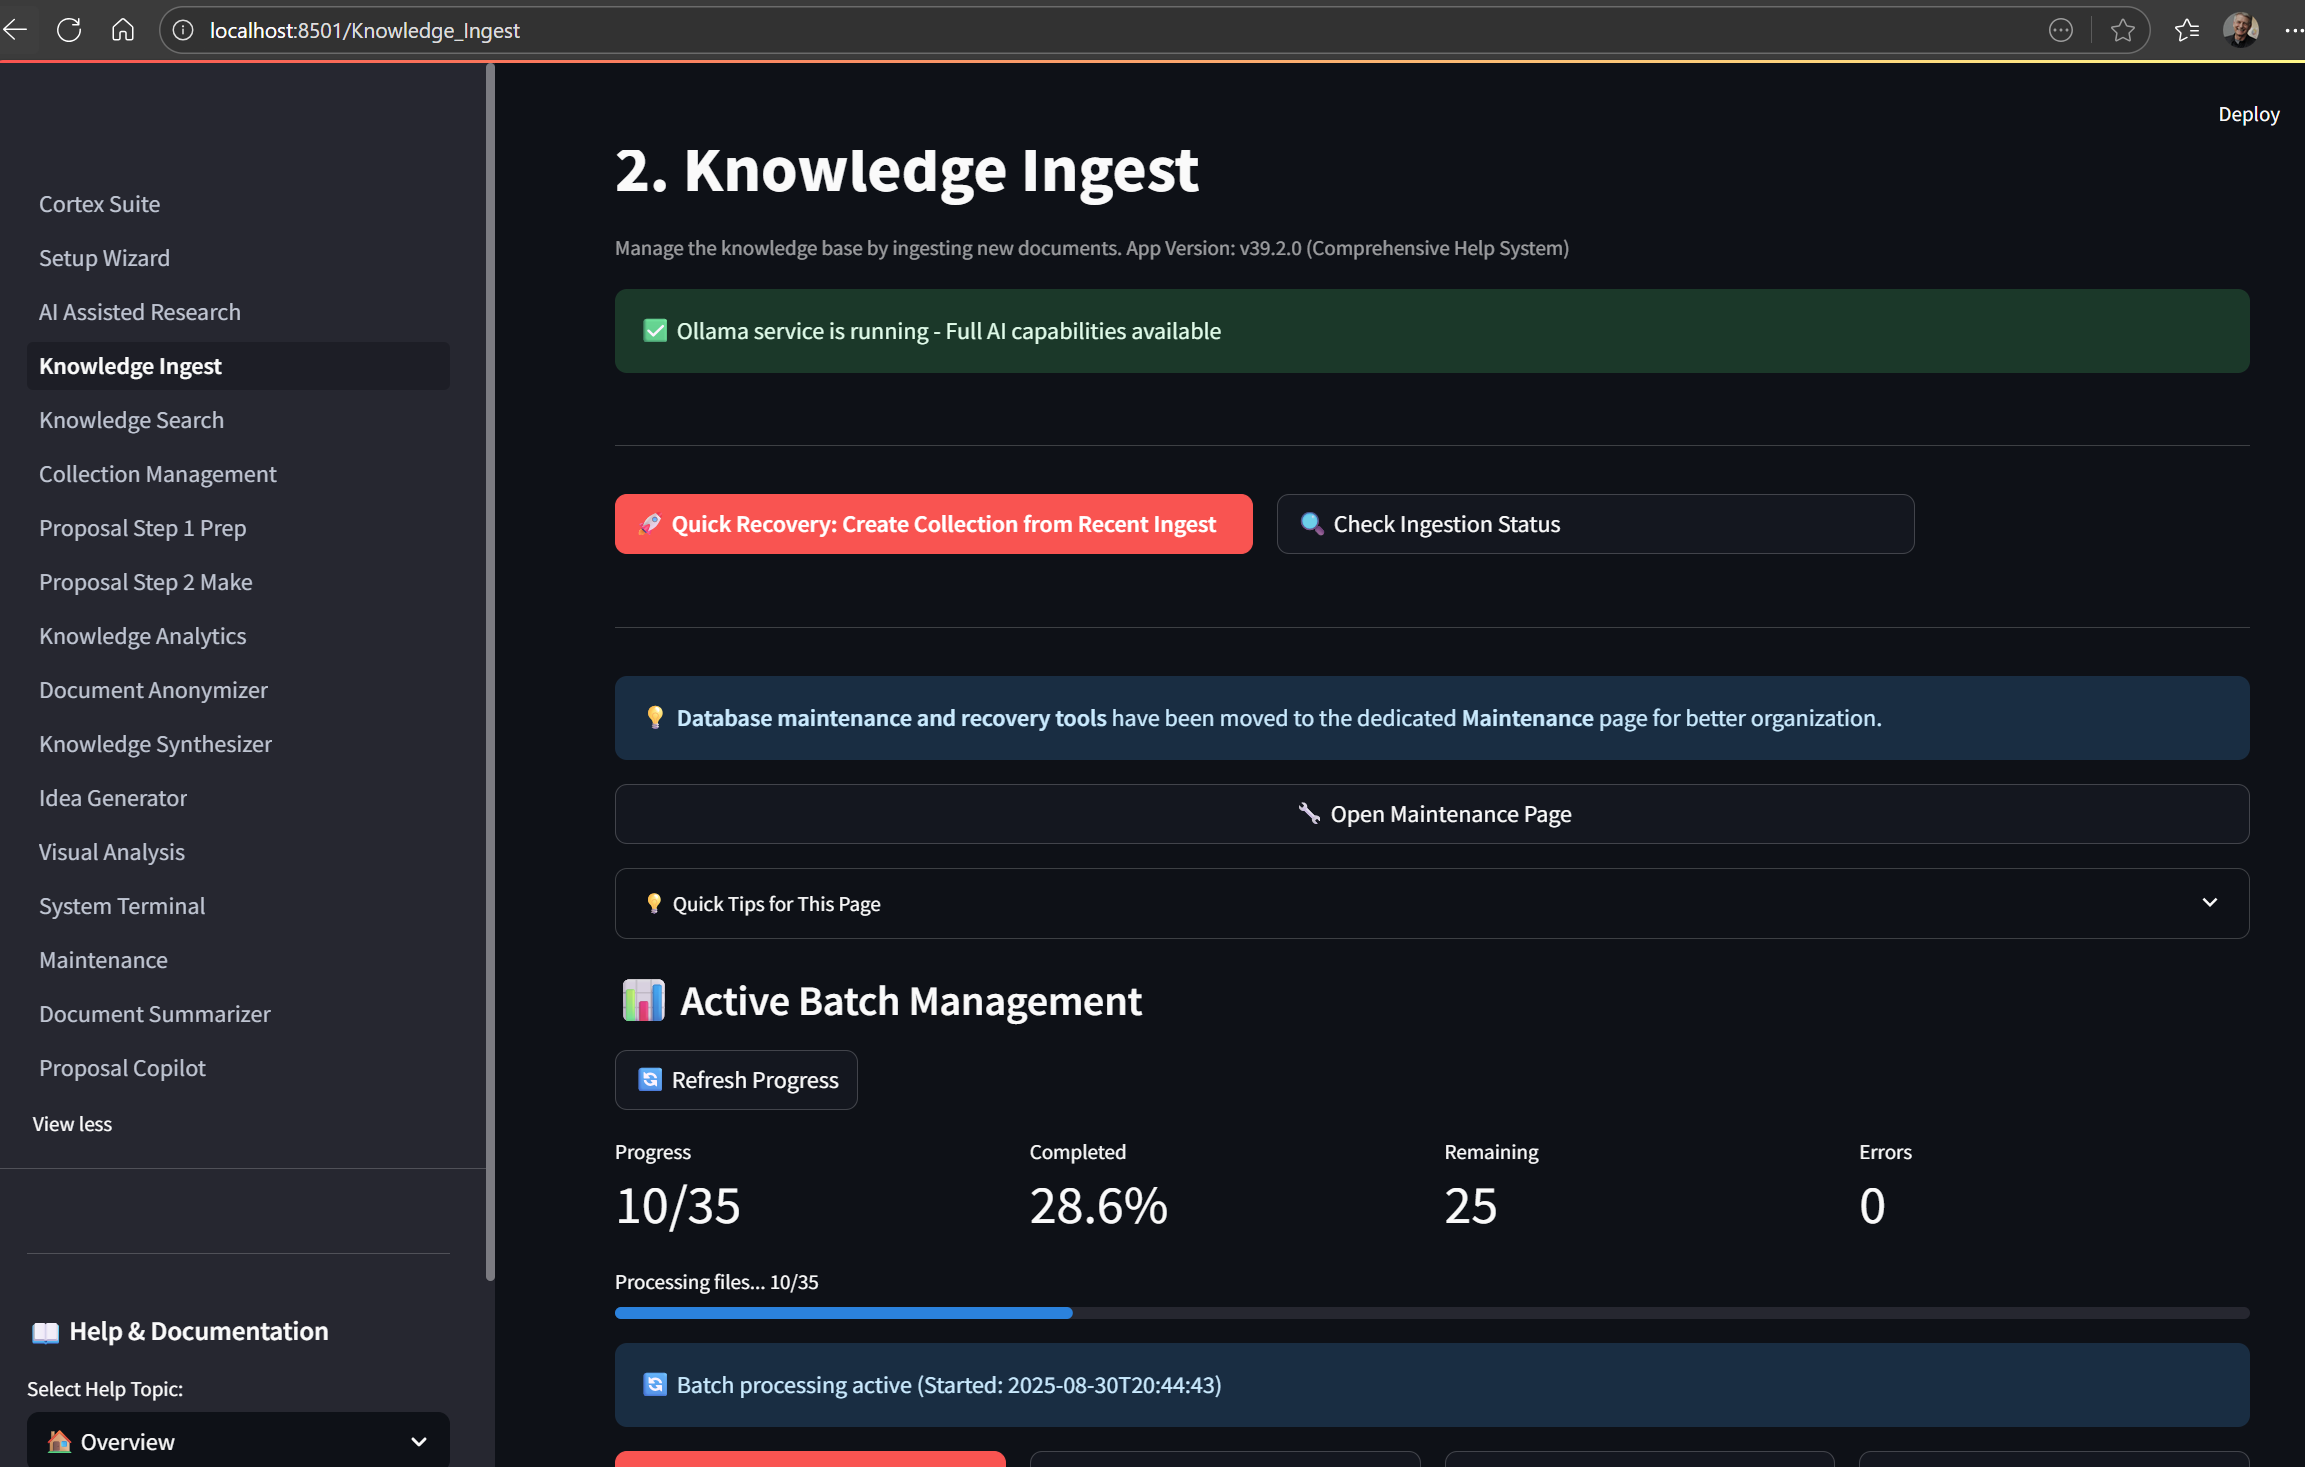 localhost:8501/Knowledge_Ingest
Deploy
Cortex Suite
Setup Wizard
AI Assisted Research
Knowledge Ingest
Knowledge Search
Collection Management
Proposal Step 1 Prep
Proposal Step 2 Make
Knowledge Analytics
Document Anonymizer
Knowledge Synthesizer
Idea Generator
Visual Analysis
System Terminal
Maintenance
Document Summarizer
Proposal Copilot
View less
Help & Documentation
Select Help Topic:
Overview
2. Knowledge Ingest
Manage the knowledge base by ingesting new documents. App Version: v39.2.0 (Comprehensive Help System)
Ollama service is running - Full AI capabilities available
Quick Recovery: Create Collection from Recent Ingest
Check Ingestion Status
Database maintenance and recovery tools have been moved to the dedicated Maintenance page for better organization.
Open Maintenance Page
Quick Tips for This Page
Active Batch Management
Refresh Progress
Progress
10/35
Completed
28.6%
Remaining
25
Errors
0
Processing files... 10/35
Batch processing active (Started: 2025-08-30T20:44:43)